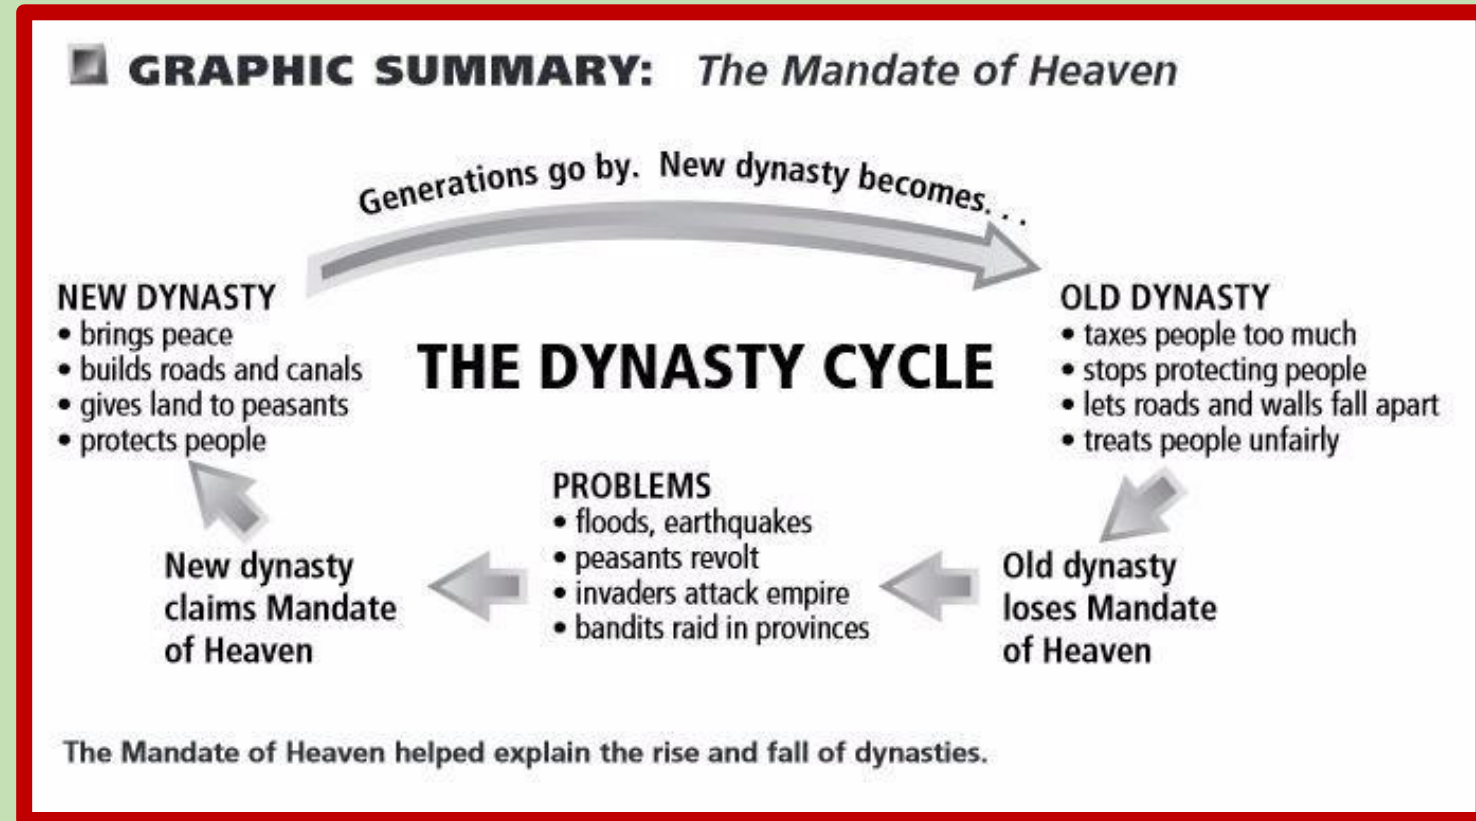 GRAPHIC SUMMARY: The Mandate of Heaven
Generations go by. New dynasty becomes. . .
NEW DYNASTY
• brings peace
• builds roads and canals
• gives land to peasants
• protects people
THE DYNASTY CYCLE
OLD DYNASTY
• taxes people too much
• stops protecting people
• lets roads and walls fall apart
• treats people unfairly
Old dynasty
loses Mandate
of Heaven
PROBLEMS
• floods, earthquakes
• peasants revolt
• invaders attack empire
• bandits raid in provinces
New dynasty
claims Mandate
of Heaven
The Mandate of Heaven helped explain the rise and fall of dynasties.